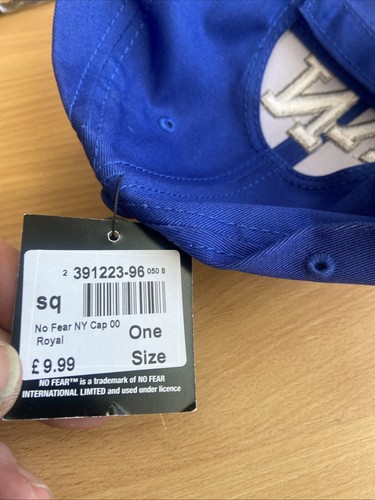 2 391223-96 050 8
sq
No Fear NY Cap 00
Royal
One
Size
£ 9.99
NO FEAR™ is a trademark of NO FEAR
INTERNATIONAL LIMITED and used under licence